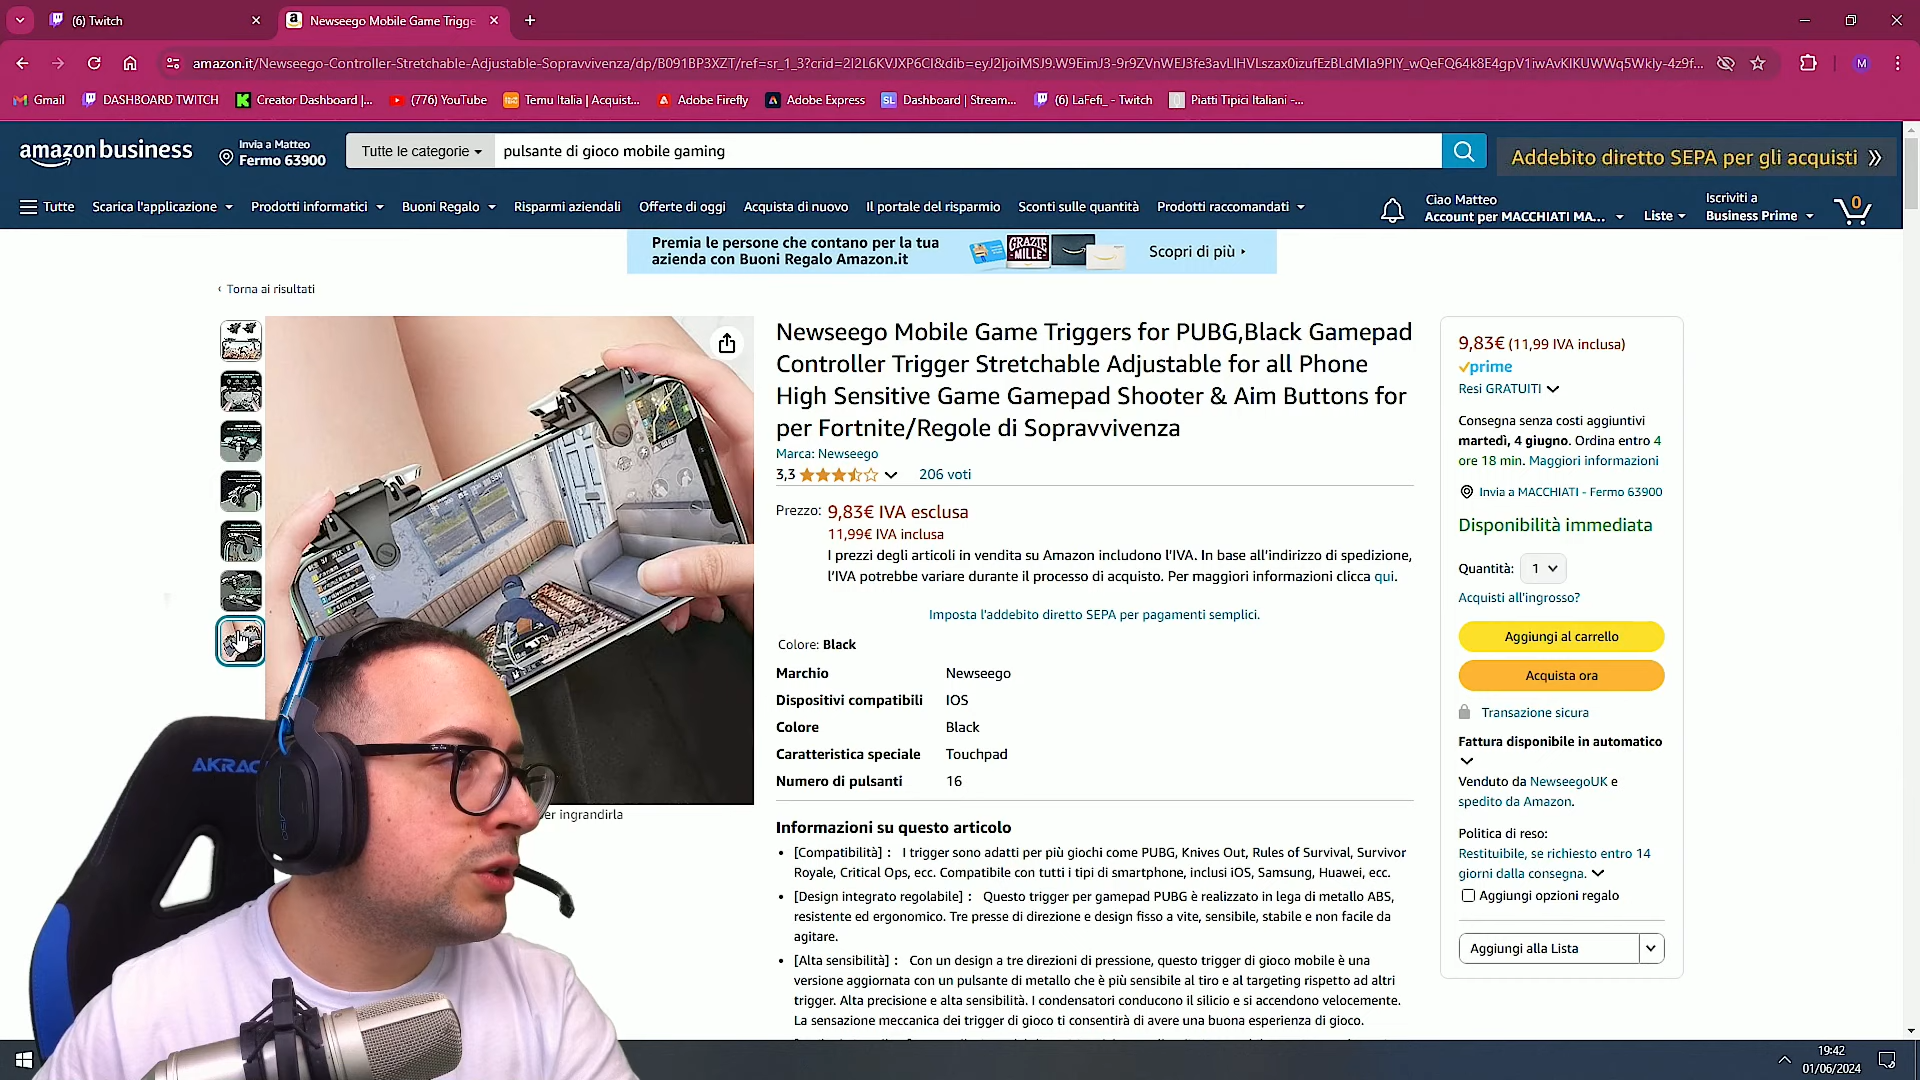 (6) Twitch
Newseego Mobile Game Trigge
amazon.it/Newseego-Controller-Stretchable-Adjustable-Sopravvivenza/dp/B091BP3XZT/ref=sr_1_3?crid=2I2L6KVJXP6CI&dib=
M
Gmail
DASHBOARD TWITCH
Creator Dashboard |...
(776) YouTube
Temu Italia | Acquist...
Adobe Firefly
Adobe Express
SL
Dashboard | Stream...
(6) LaFefi_ - Twitch
Piatti Tipici Italiani -...
amazon business
Invia a Matteo
Fermo 63900
Tutte le categorie
pulsante di gioco mobile gaming
Addebito diretto SEPA per gli acquisti »
Tutte
Scarica l'applicazione
Prodotti informatici
Buoni Regalo
Risparmi aziendali
Offerte di oggi
Acquista di nuovo
Il portale del risparmio
Sconti sulle quantità
Prodotti raccomandati
Ciao Matteo
Account per MACCHIATI MA...
Liste
Iscriviti a
Business Prime
0
Premia le persone che contano per la tua
azienda con Buoni Regalo Amazon.it
GRAZIE
MILLE
Scopri di più ›
‹ Torna ai risultati
Newseego Mobile Game Triggers for PUBG,Black Gamepad
Controller Trigger Stretchable Adjustable for all Phone
High Sensitive Game Gamepad Shooter & Aim Buttons for
per Fortnite/Regole di Sopravvivenza
Marca: Newseego
3,3
206 voti
Prezzo: 9,83€ IVA esclusa
11,99€ IVA inclusa
I prezzi degli articoli in vendita su Amazon includono l'IVA. In base all'indirizzo di spedizione,
l'IVA potrebbe variare durante il processo di acquisto. Per maggiori informazioni clicca qui.
Imposta l'addebito diretto SEPA per pagamenti semplici.
Colore: Black
Marchio Newseego
Dispositivi compatibili IOS
Colore Black
Caratteristica speciale Touchpad
Numero di pulsanti 16
Informazioni su questo articolo
• [Compatibilità] : I trigger sono adatti per più giochi come PUBG, Knives Out, Rules of Survival, Survivor
Royale, Critical Ops, ecc. Compatibile con tutti i tipi di smartphone, inclusi iOS, Samsung, Huawei, ecc.
• [Design integrato regolabile] : Questo trigger per gamepad PUBG è realizzato in lega di metallo ABS,
resistente ed ergonomico. Tre presse di direzione e design fisso a vite, sensibile, stabile e non facile da
agitare.
• [Alta sensibilità] : Con un design a tre direzioni di pressione, questo trigger di gioco mobile è una
versione aggiornata con un pulsante di metallo che è più sensibile al tiro e al targeting rispetto ad altri
trigger. Alta precisione e alta sensibilità. I condensatori conducono il silicio e si accendono velocemente.
La sensazione meccanica dei trigger di gioco ti consentirà di avere una buona esperienza di gioco.
9,83€ (11,99 IVA inclusa)
prime
Resi GRATUITI
Consegna senza costi aggiuntivi
martedì, 4 giugno. Ordina entro 4
ore 18 min. Maggiori informazioni
Invia a MACCHIATI - Fermo 63900
Disponibilità immediata
Quantità: 1
Acquisti all'ingrosso?
Aggiungi al carrello
Acquista ora
Transazione sicura
Fattura disponibile in automatico
Venduto da NewseegoUK e
spedito da Amazon.
Politica di reso:
Restituibile, se richiesto entro 14
giorni dalla consegna.
Aggiungi opzioni regalo
Aggiungi alla Lista
er ingrandirla
AKRAC
19:42
01/06/2024